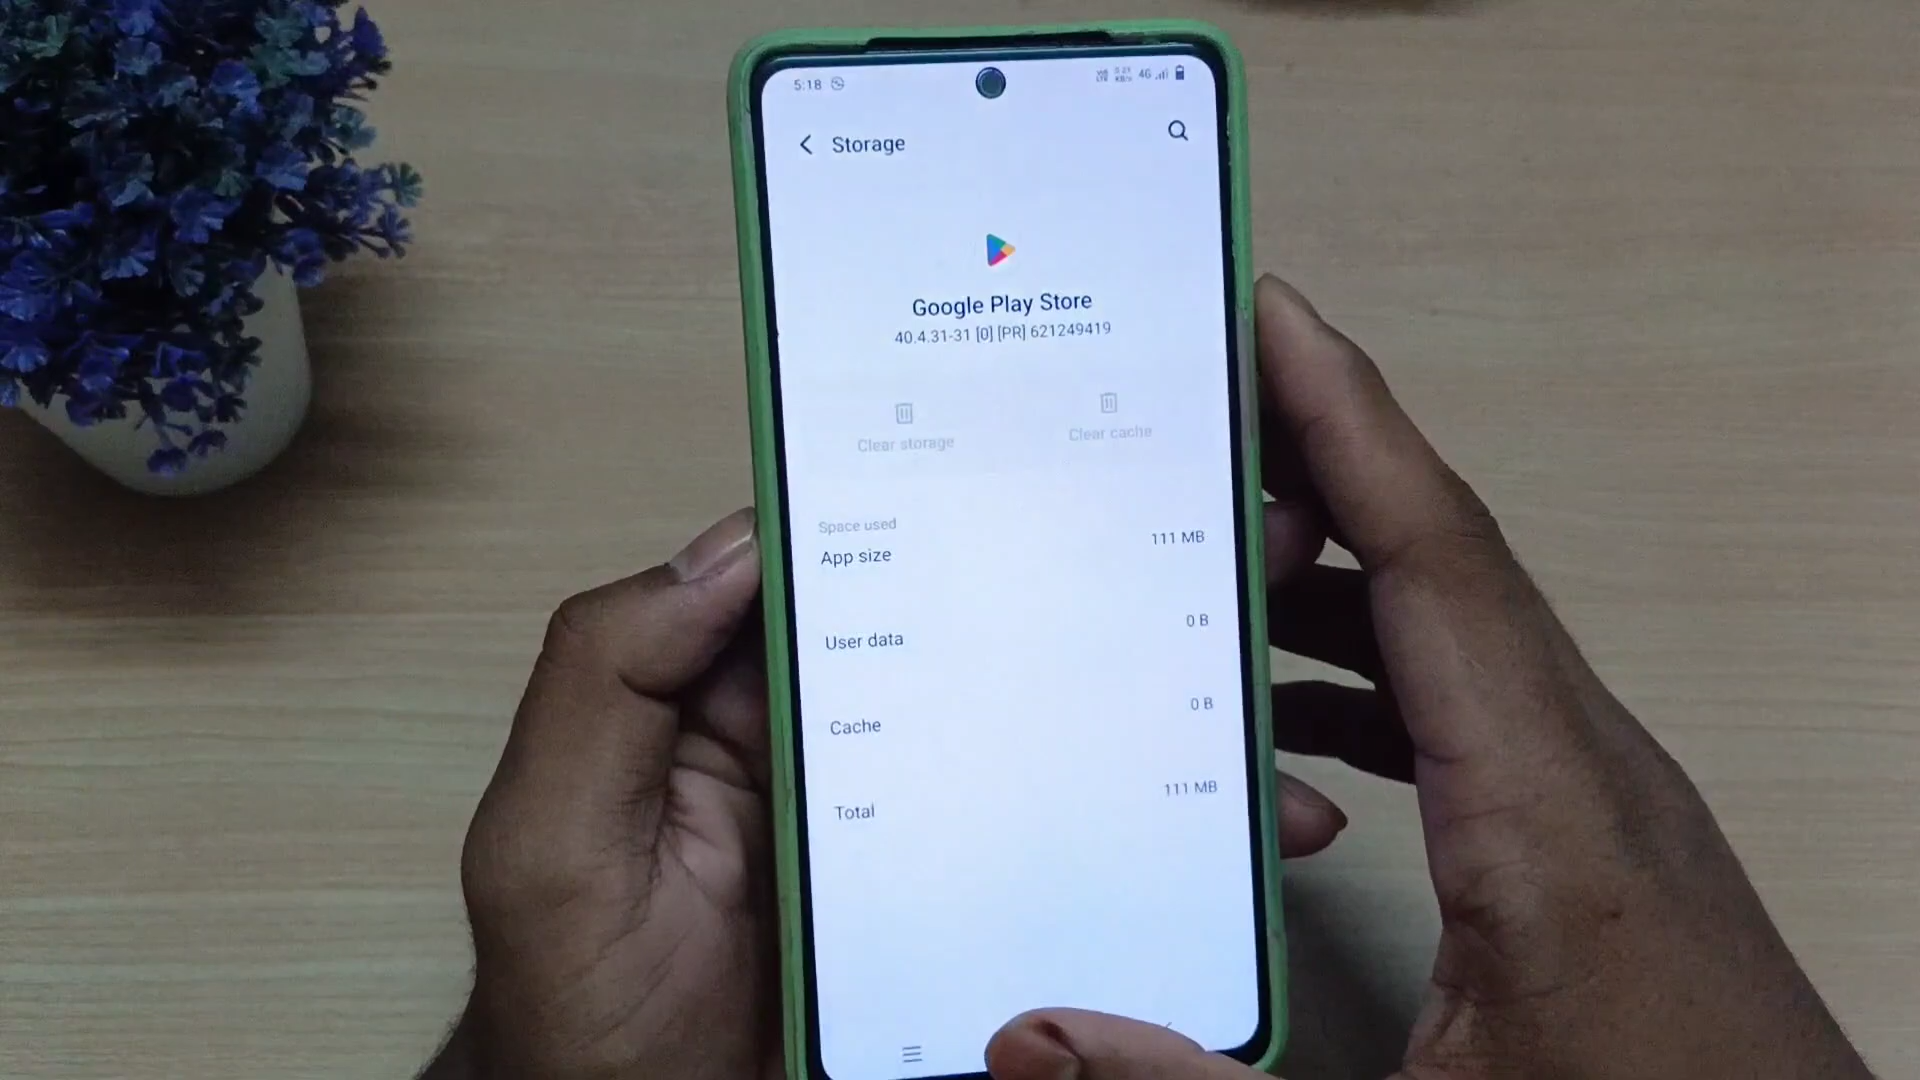 5:18
4G
Storage
Google Play Store
40.4.31-31 [0] [PR] 621249419
Clear storage
Clear cache
Space used
App size
111 MB
User data
0 B
Cache
0 B
Total
111 MB